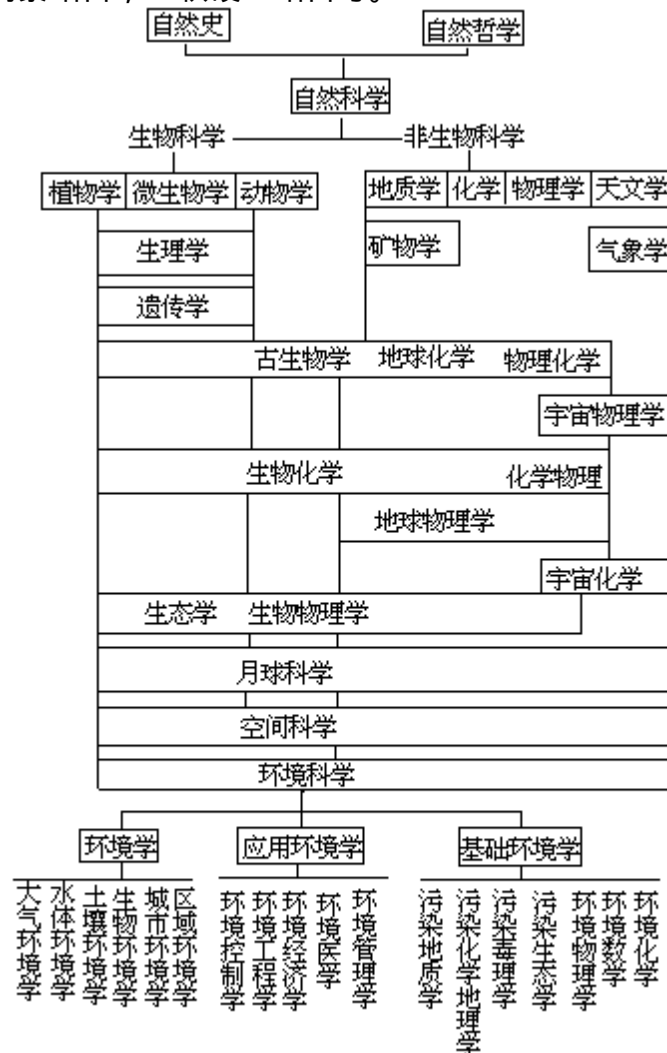 自然史 自然哲学
自然科学
生物科学 非生物科学
植物学 微生物学 动物学 地质学 化学 物理学 天文学
生理学 矿物学 气象学
遗传学
古生物学 地球化学 物理化学
宇宙物理学
生物化学 化学物理
地球物理学
宇宙化学
生态学 生物物理学
月球科学
空间科学
环境科学
环境学 应用环境学 基础环境学
大气环境学
水体环境学
土壤环境学
生物环境学
城市环境学
区域环境学
环境控制学
环境工程学
环境经济学
环境医学
环境管理学
污染地质学
污染化学地理学
污染毒理学
污染生态学
环境物理学
环境数学
环境化学